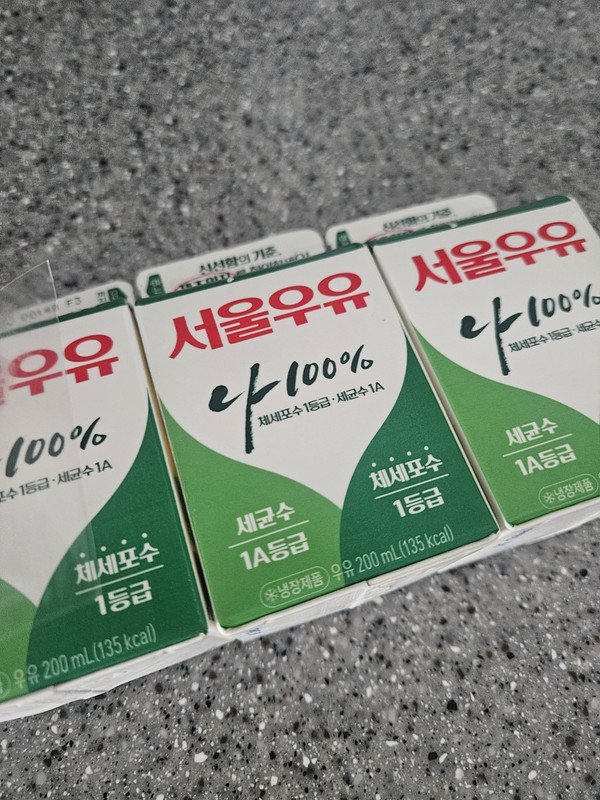 신선함의 기준,
서울우유
나100%
체세포수 1등급 · 세균수 1A
체세포수
1등급
세균수
1A등급
냉장제품 우유 200 mL(135 kcal)
우유
100%
포수 1등급 · 세균수 1A
체세포수
1등급
우유 200 mL(135 kcal)
서울우유
나100%
체세포수 1등급 · 세균수
세균수
1A등급
냉장제품